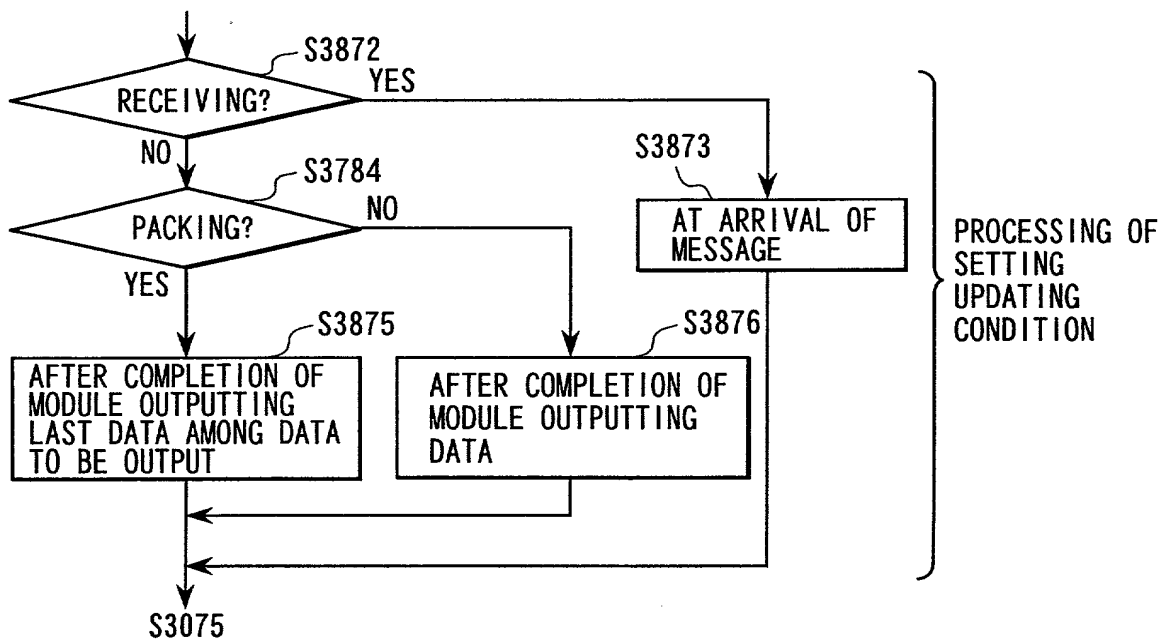 S3872
RECEIVING?
YES
NO
S3784
PACKING?
NO
YES
S3873
AT ARRIVAL OF
MESSAGE
S3875
AFTER COMPLETION OF
MODULE OUTPUTTING
LAST DATA AMONG DATA
TO BE OUTPUT
S3876
AFTER COMPLETION OF
MODULE OUTPUTTING
DATA
PROCESSING OF
SETTING
UPDATING
CONDITION
S3075